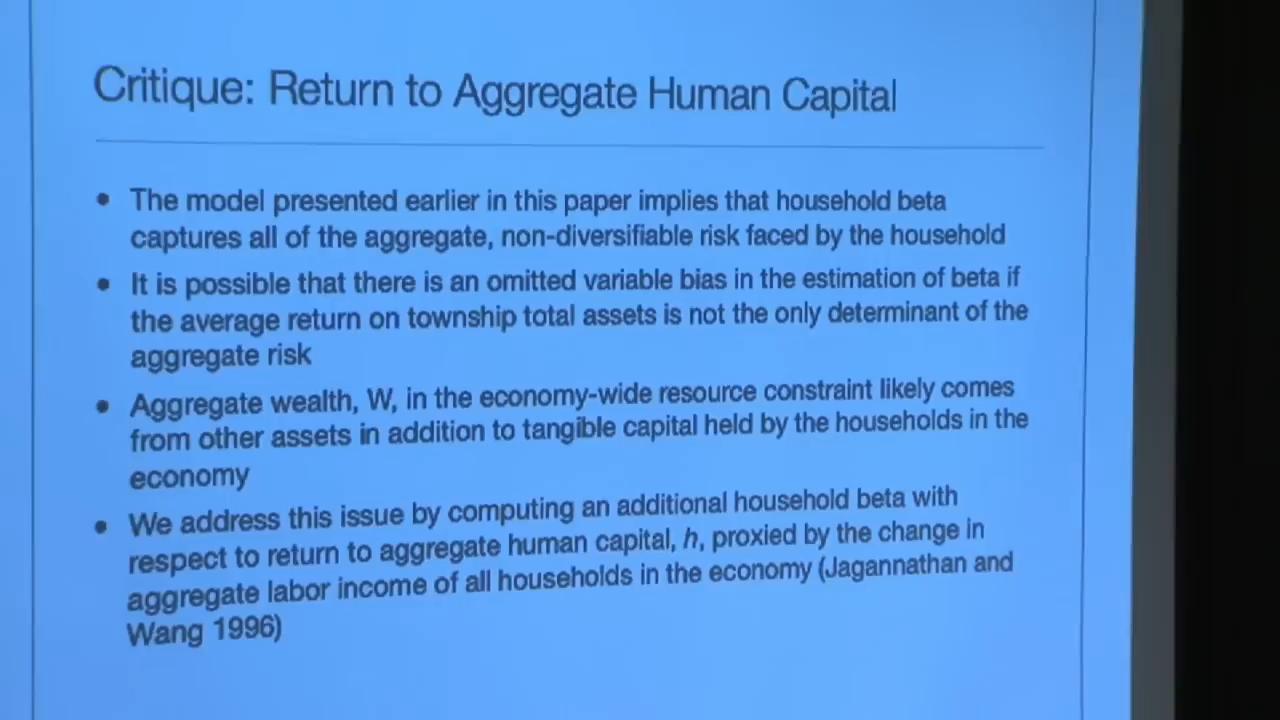 Critique: Return to Aggregate Human Capital
• The model presented earlier in this paper implies that household beta
captures all of the aggregate, non-diversifiable risk faced by the household
• It is possible that there is an omitted variable bias in the estimation of beta if
the average return on township total assets is not the only determinant of the
aggregate risk
• Aggregate wealth, W, in the economy-wide resource constraint likely comes
from other assets in addition to tangible capital held by the households in the
economy
• We address this issue by computing an additional household beta with
respect to return to aggregate human capital, h, proxied by the change in
aggregate labor income of all households in the economy (Jagannathan and
Wang 1996)